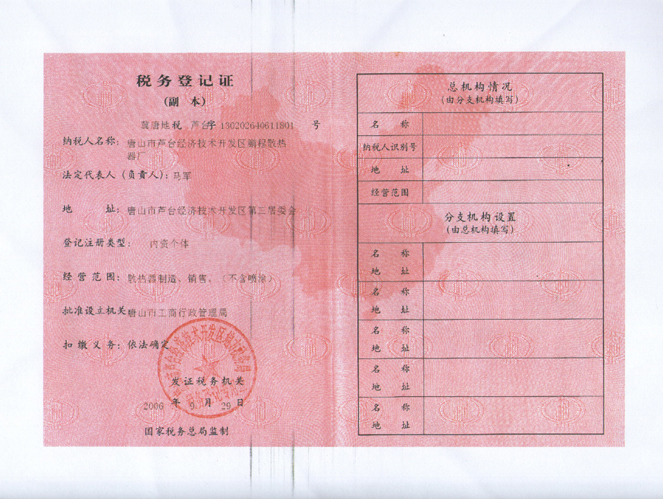 税务登记证
(副 本)
冀唐地税 芦台字 130202640611801 号
纳税人名称: 唐山市芦台经济技术开发区 散热
器厂
法定代表人(负责人): 马军
地 址: 唐山市芦台经济技术开发区第三居委会
登记注册类型: 内资个体
经营范围: 散热器制造、销售。(不含喷涂)
批准设立机关 唐山市工商行政管理局
扣缴义务: 依法确定
发证税务机关
2006 年 9 月 29 日
国家税务总局监制
总机构情况
(由分支机构填写)
名 称
纳税人识别号
地 址
经营范围
分支机构设置
(由总机构填写)
名 称
地 址
名 称
地 址
名 称
地 址
名 称
地 址
名 称
地 址